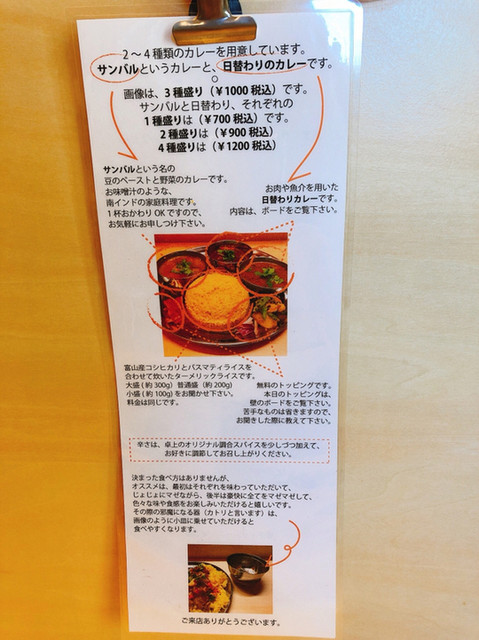 2～4種類のカレーを用意しています。
サンバルというカレーと、日替わりのカレーです。
画像は、3種盛り(￥1000税込)です。
サンバルと日替わり、それぞれの
1種盛りは(￥700税込)です。
2種盛りは(￥900税込)
4種盛りは(￥1200税込)
サンバルという名の
豆のペーストと野菜のカレーです。
お味噌汁のような、
南インドの家庭料理です。
1杯おかわりOKですので、
お気軽にお申しつけ下さい。
お肉や魚介を用いた
日替わりカレーです。
内容は、ボードをご覧下さい。
富山産コシヒカリとバスマティライスを
合わせて炊いたターメリックライスです。
大盛(約300g) 普通盛(約200g)
小盛(約100g)をお聞かせ下さい。
料金は同じです。
無料のトッピングです。
本日のトッピングは、
壁のボードをご覧下さい。
苦手なものは省きますので、
お聞きした際に教えて下さい。
辛さは、卓上のオリジナル調合スパイスを少しづつ加えて、
お好きに調節してお召し上がりください。
決まった食べ方はありませんが、
オススメは、最初はそれぞれを味わっていただいて、
じょじょにマゼながら、後半は豪快に全てをマゼマゼして、
色々な味や食感をお楽しみいただけますと嬉しいです。
その際の邪魔になる器(カトリと言います)は、
画像のように小皿に乗せていただけると
食べやすくなります。
ご来店ありがとうございます。